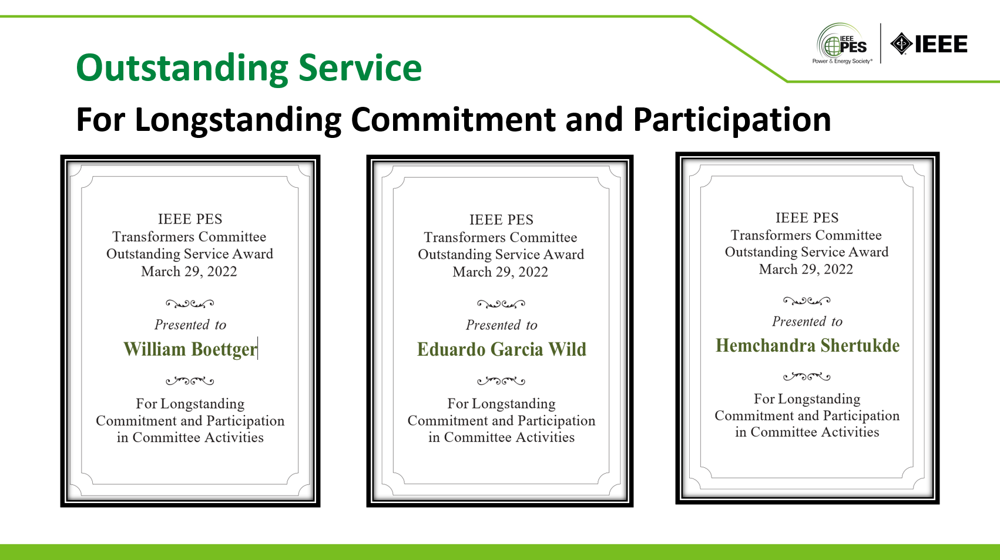 IEEE
PES
Power & Energy Society®
IEEE
Outstanding Service
For Longstanding Commitment and Participation
IEEE PES
Transformers Committee
Outstanding Service Award
March 29, 2022
Presented to
William Boettger
For Longstanding
Commitment and Participation
in Committee Activities
IEEE PES
Transformers Committee
Outstanding Service Award
March 29, 2022
Presented to
Eduardo Garcia Wild
For Longstanding
Commitment and Participation
in Committee Activities
IEEE PES
Transformers Committee
Outstanding Service Award
March 29, 2022
Presented to
Hemchandra Shertukde
For Longstanding
Commitment and Participation
in Committee Activities